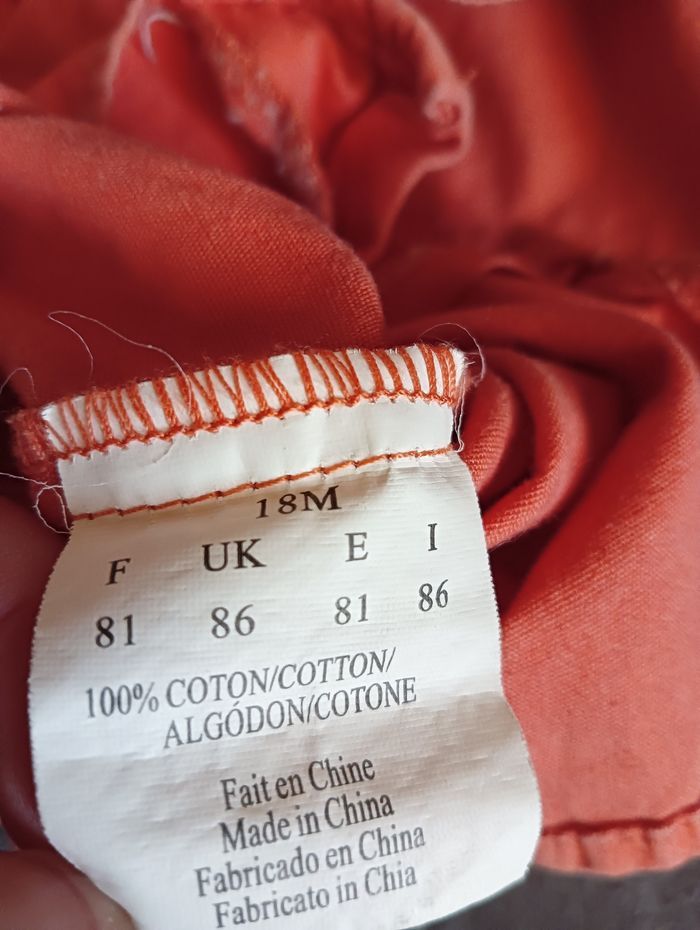 18M
F UK E I
81 86 81 86
100% COTON/COTTON/
ALGÓDON/COTONE
Fait en Chine
Made in China
Fabricado en China
Fabricato in Chia